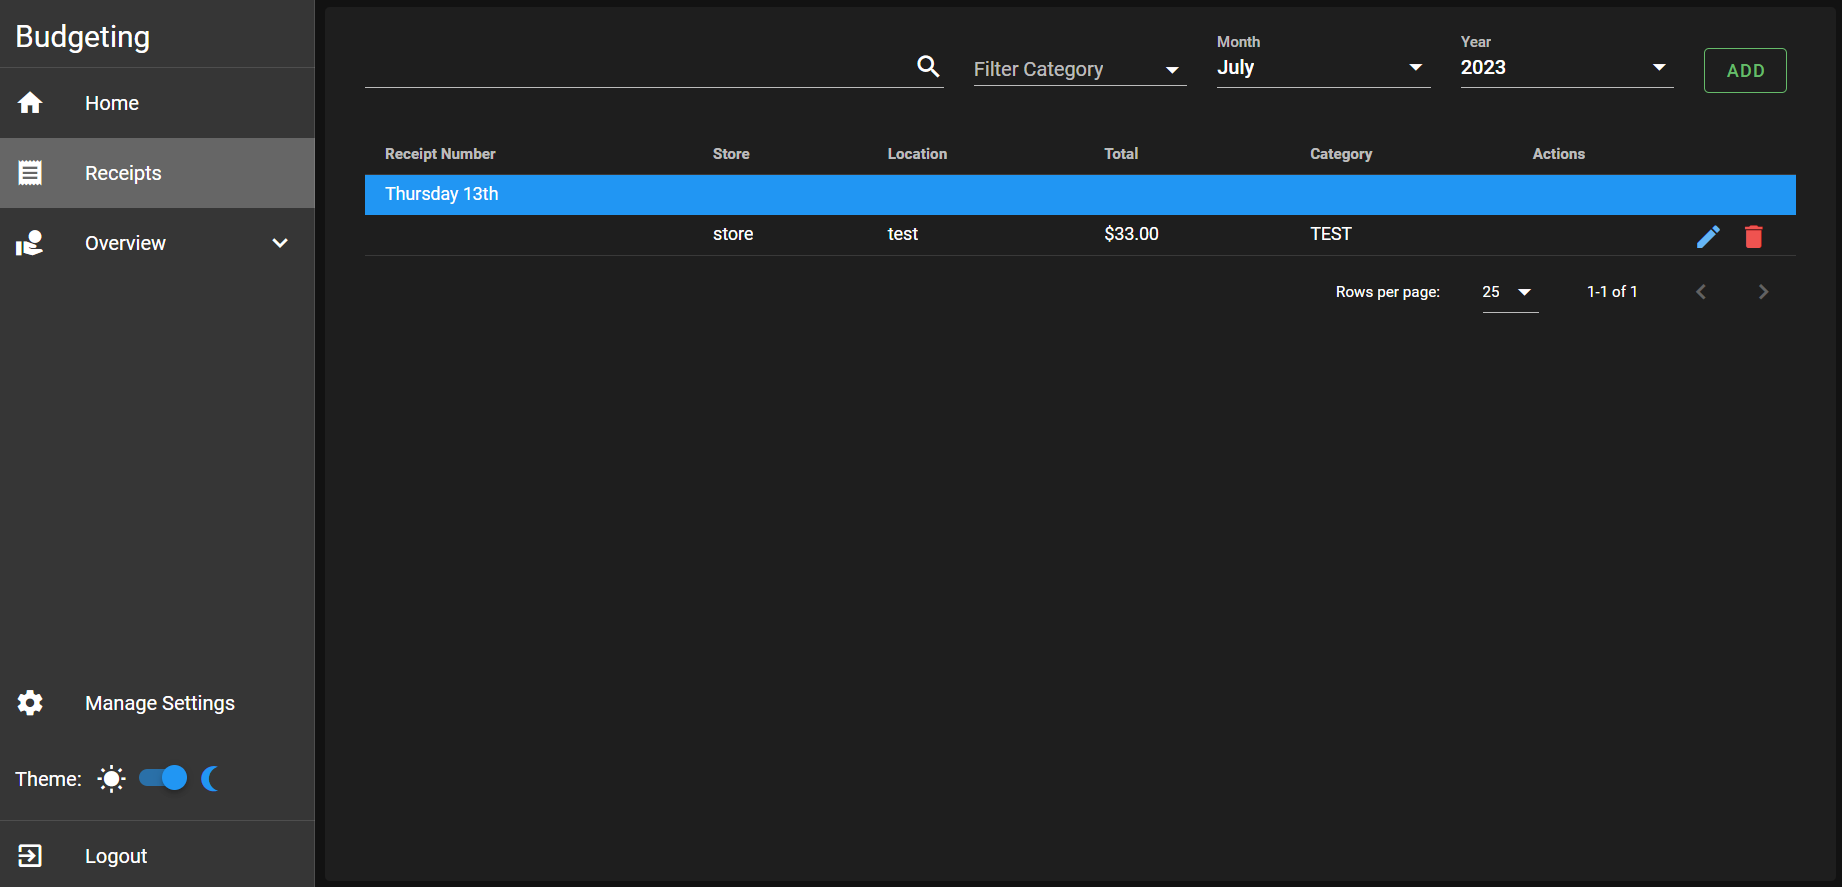 Budgeting
Home
Receipts
Overview
Manage Settings
Theme:
Logout
Filter Category
Month
July
Year
2023
ADD
Receipt Number Store Location Total Category Actions
Thursday 13th
store test $33.00 TEST
Rows per page: 25 1-1 of 1